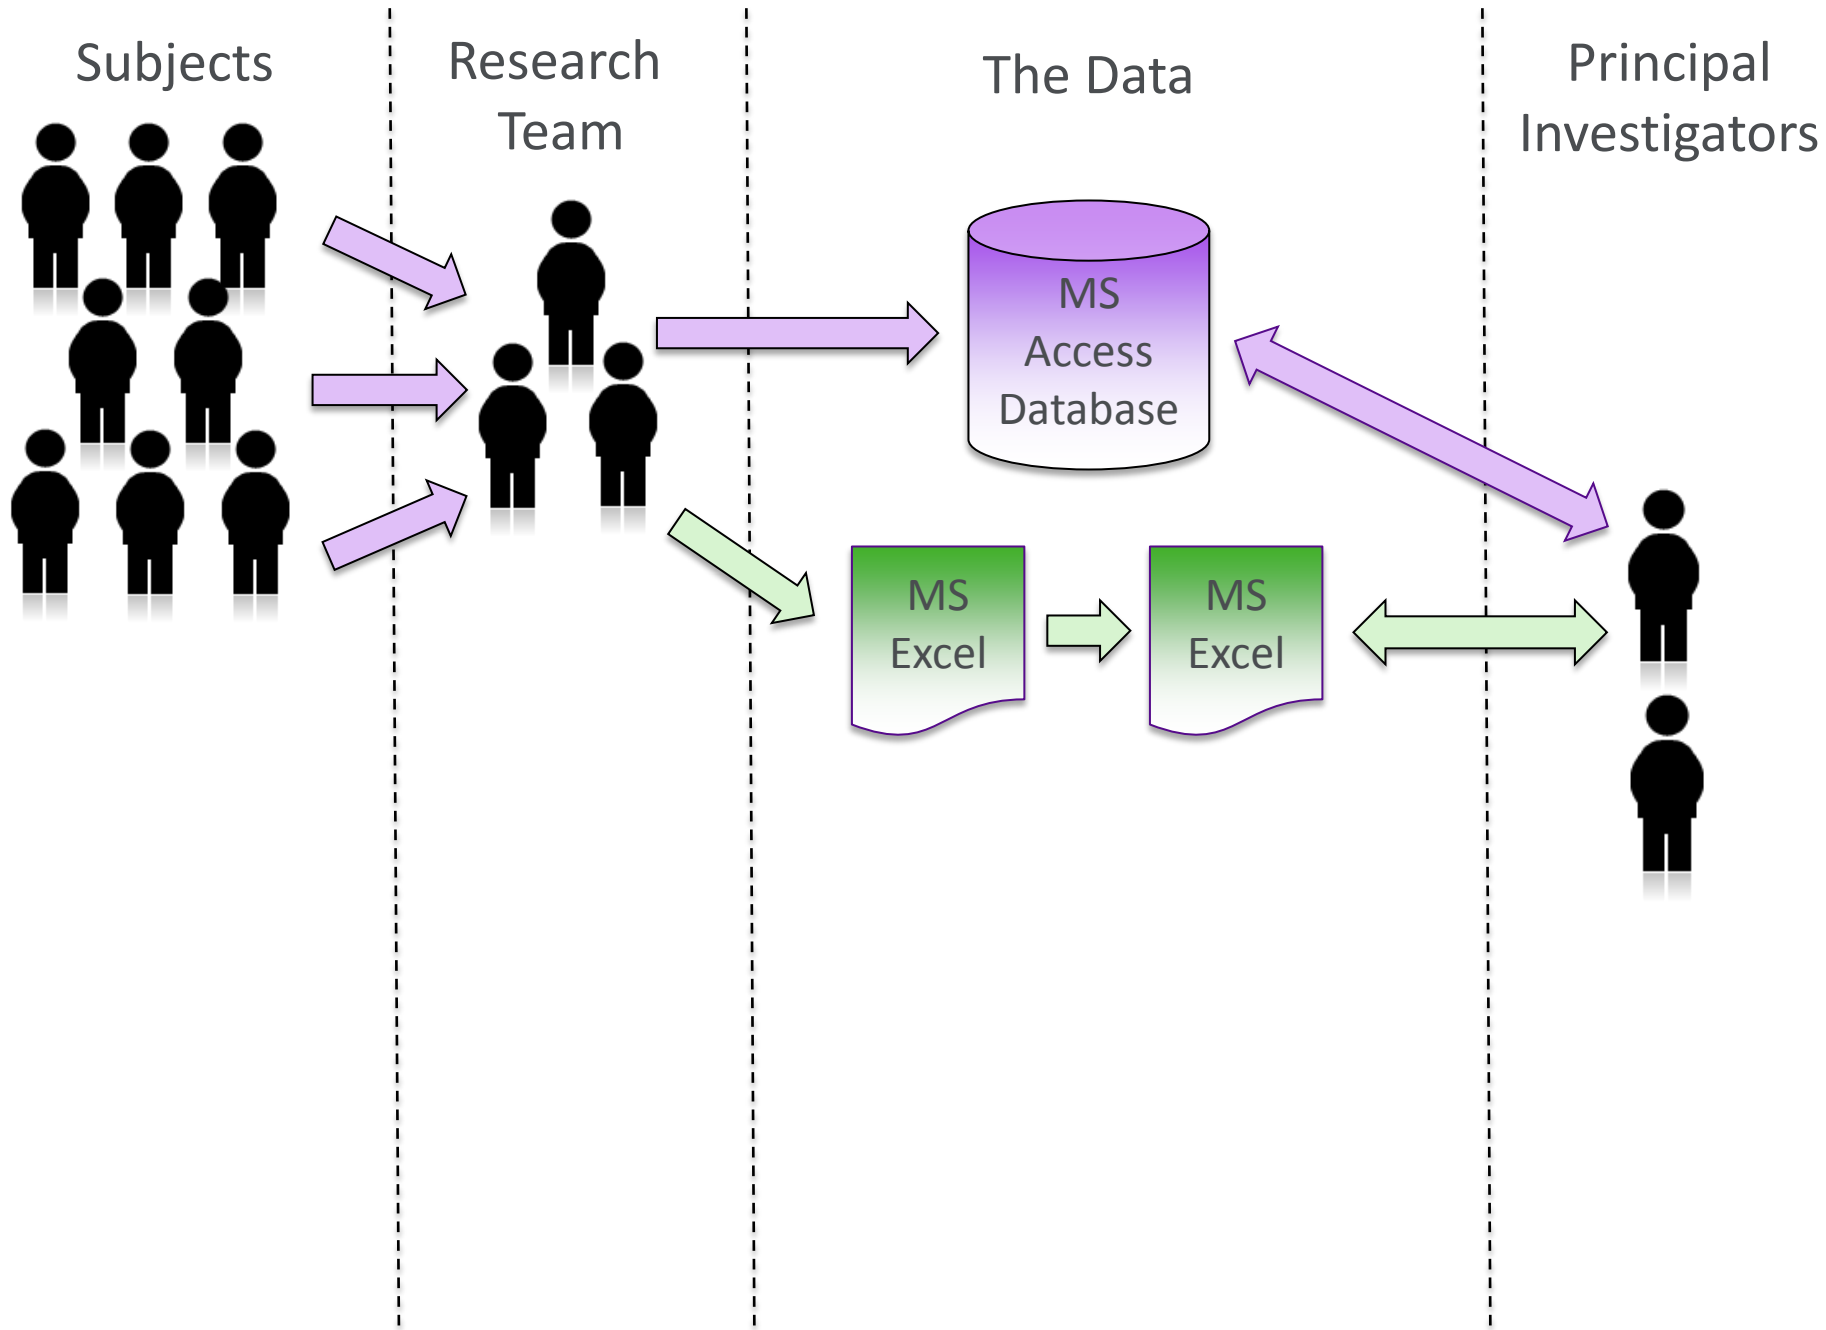 Subjects
Research
Team
The Data
Principal
Investigators
MS
Access
Database
MS
Excel
MS
Excel